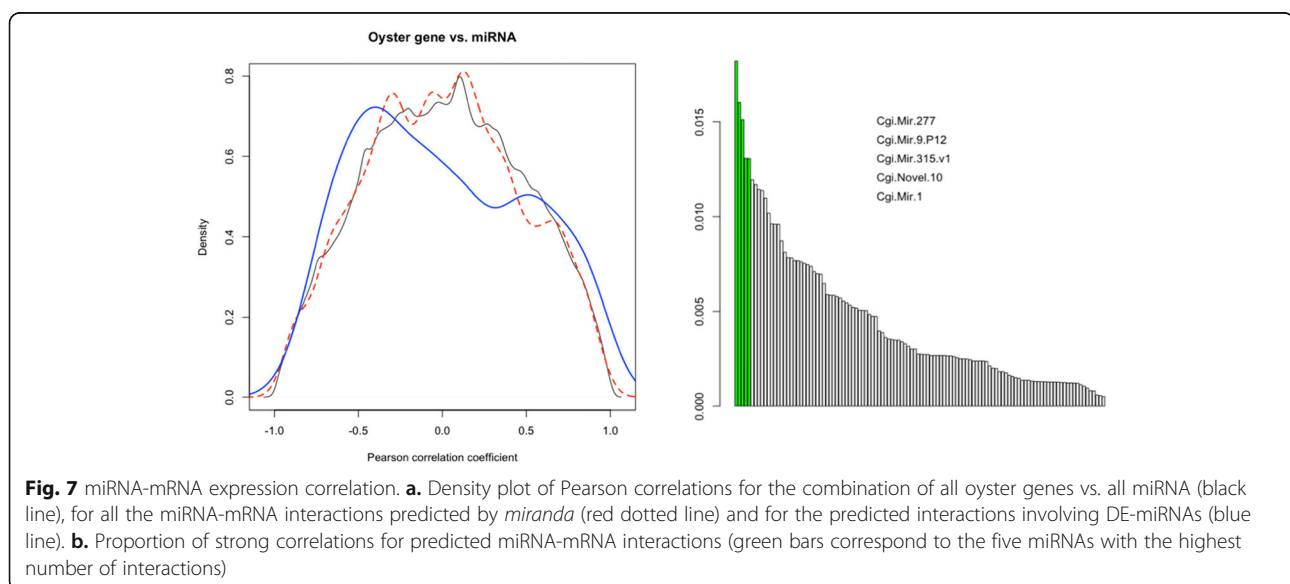 Oyster gene vs. miRNA
Density
0.0
0.2
0.4
0.6
0.8
-1.0
-0.5
0.0
0.5
1.0
Pearson correlation coefficient
0.000
0.005
0.010
0.015
Cgi.Mir.277
Cgi.Mir.9.P12
Cgi.Mir.315.v1
Cgi.Novel.10
Cgi.Mir.1
Fig. 7 miRNA-mRNA expression correlation. a. Density plot of Pearson correlations for the combination of all oyster genes vs. all miRNA (black
line), for all the miRNA-mRNA interactions predicted by miranda (red dotted line) and for the predicted interactions involving DE-miRNAs (blue
line). b. Proportion of strong correlations for predicted miRNA-mRNA interactions (green bars correspond to the five miRNAs with the highest
number of interactions)